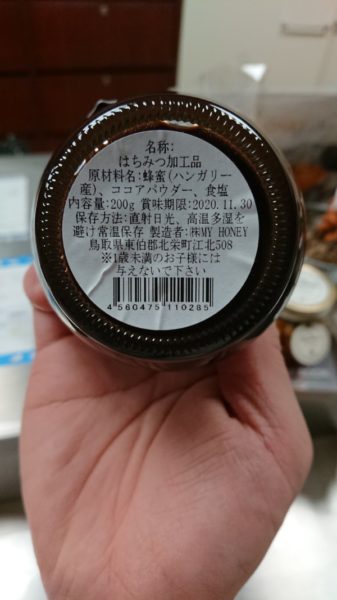 名称:
はちみつ加工品
原材料名:蜂蜜(ハンガリー
産)、ココアパウダー、食塩
内容量:200g 賞味期限:2020.11.30
保存方法:直射日光、高温多湿を
避け常温保存 製造者:㈱MY HONEY
鳥取県東伯郡北栄町江北508
※1歳未満のお子様には
与えないで下さい
4 560475 110285